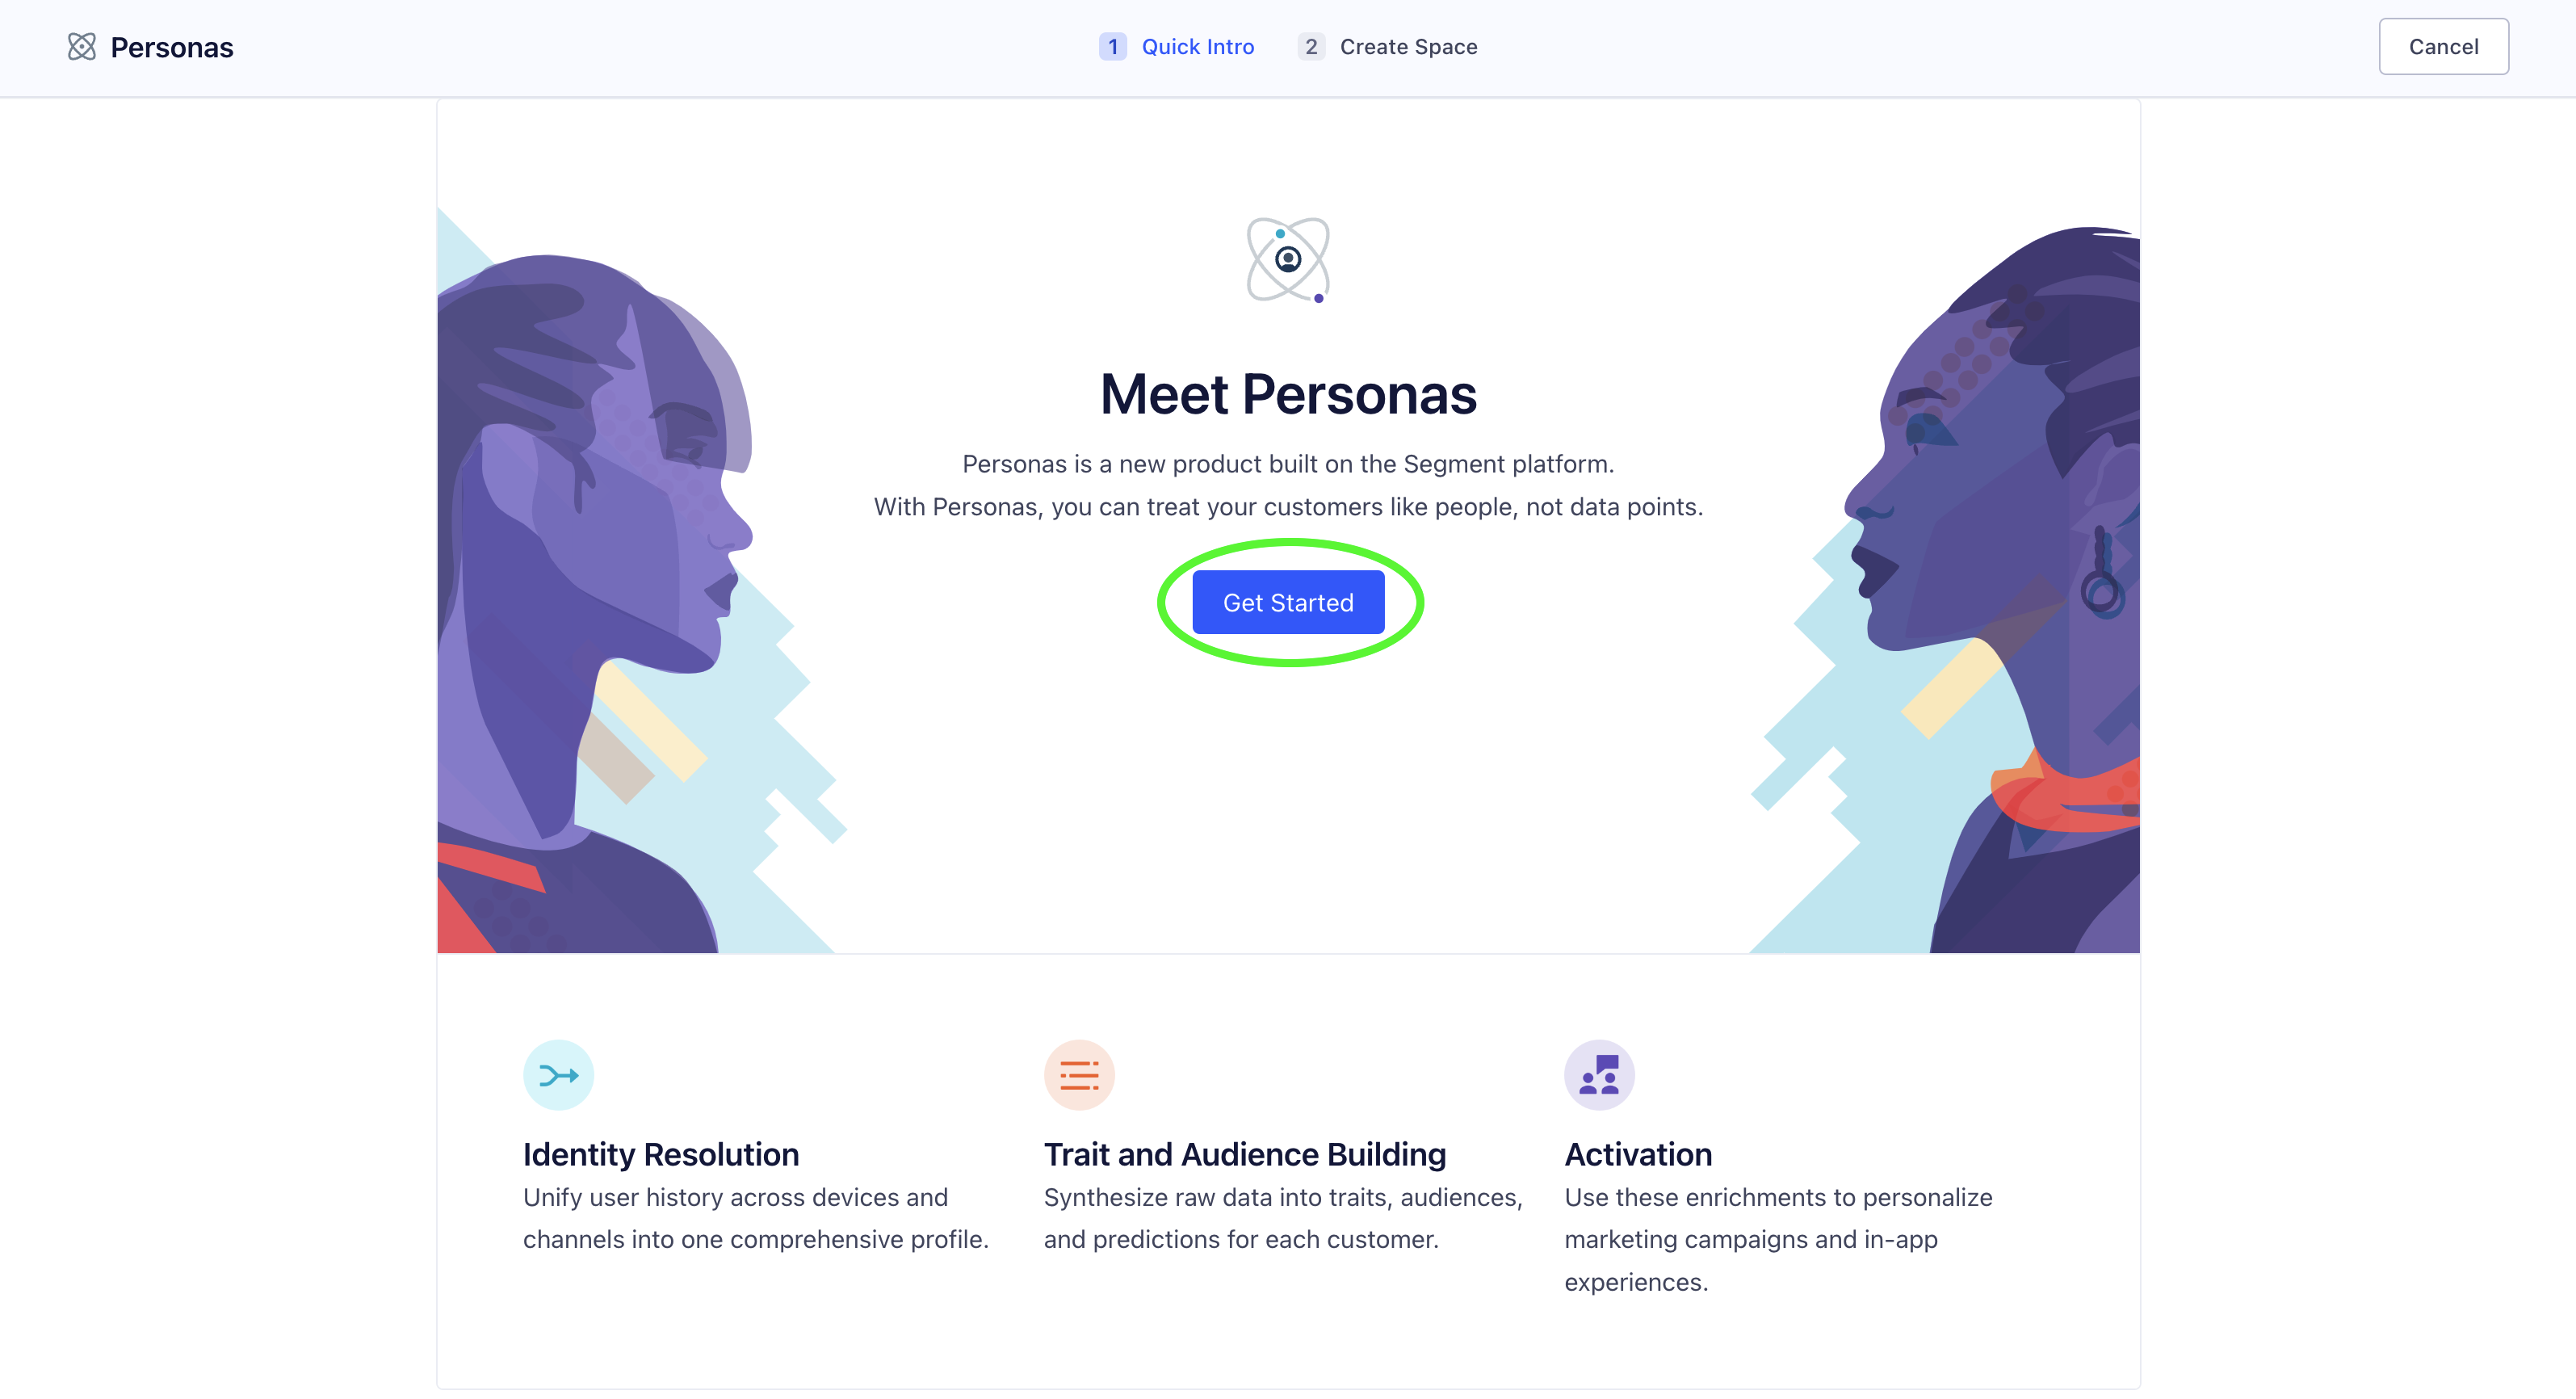 Personas
1 Quick Intro
2 Create Space
Cancel
Meet Personas
Personas is a new product built on the Segment platform.
With Personas, you can treat your customers like people, not data points.
Get Started
Identity Resolution
Unify user history across devices and
channels into one comprehensive profile.
Trait and Audience Building
Synthesize raw data into traits, audiences,
and predictions for each customer.
Activation
Use these enrichments to personalize
marketing campaigns and in-app
experiences.